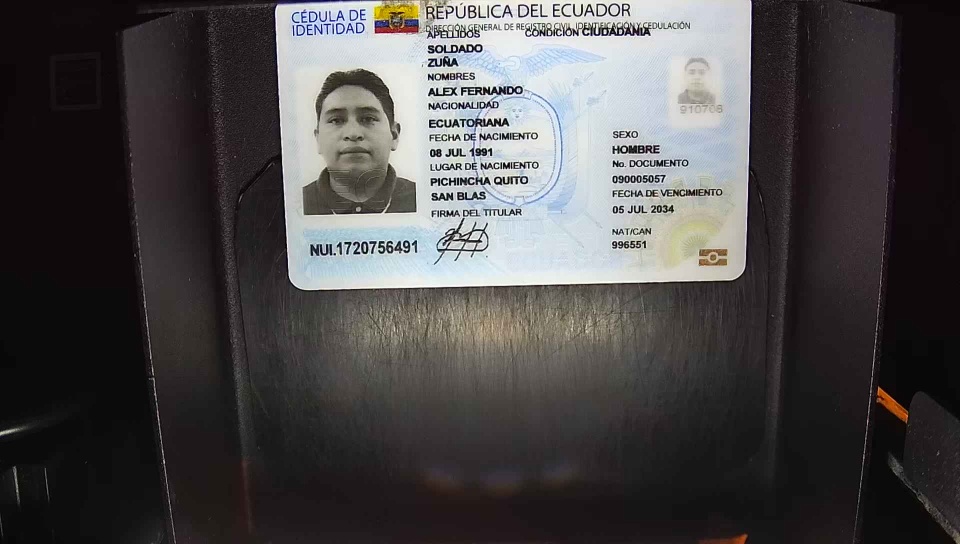 CÉDULA DE
IDENTIDAD
REPÚBLICA DEL ECUADOR
DIRECCIÓN GENERAL DE REGISTRO CIVIL, IDENTIFICACIÓN Y CEDULACIÓN
APELLIDOS CONDICIÓN CIUDADANÍA
SOLDADO
ZUÑA
NOMBRES
ALEX FERNANDO
NACIONALIDAD
ECUATORIANA
FECHA DE NACIMIENTO
08 JUL 1991
LUGAR DE NACIMIENTO
PICHINCHA QUITO
SAN BLAS
FIRMA DEL TITULAR
910708
SEXO
HOMBRE
No. DOCUMENTO
090005057
FECHA DE VENCIMIENTO
05 JUL 2034
NAT/CAN
996551
NUI.1720756491